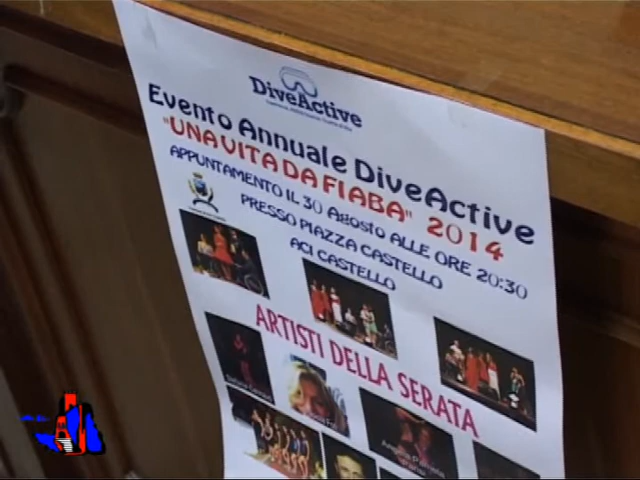 DiveActive
Evento Annuale DiveActive
"UNA VITA DA FIABA" 2014
APPUNTAMENTO IL 30 Agosto ALLE ORE 20:30
PRESSO PIAZZA CASTELLO
ACI CASTELLO
ARTISTI DELLA SERATA